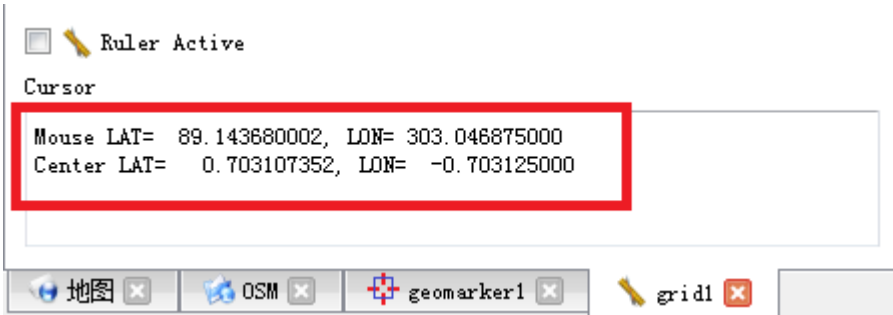 Ruler Active
Cursor
Mouse LAT=  89.143680002, LON= 303.046875000
Center LAT=   0.703107352, LON=  -0.703125000
地图 OSM geomarker1 grid1